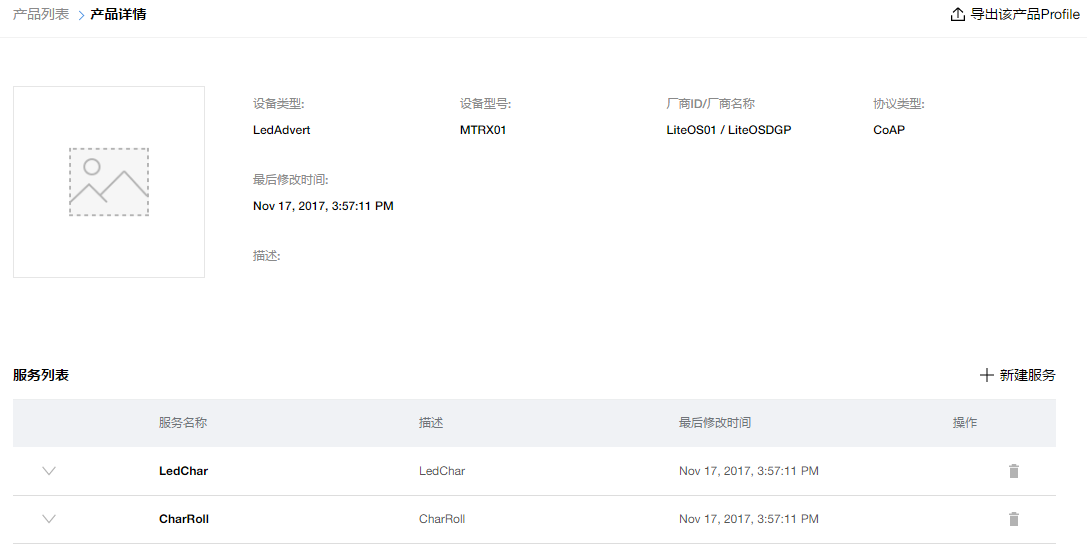 产品列表 > 产品详情 导出该产品Profile
设备类型: 设备型号: 厂商ID/厂商名称 协议类型:
LedAdvert MTRX01 LiteOS01 / LiteOSDGP CoAP
最后修改时间:
Nov 17, 2017, 3:57:11 PM
描述:
服务列表 新建服务
服务名称 描述 最后修改时间 操作
LedChar LedChar Nov 17, 2017, 3:57:11 PM
CharRoll CharRoll Nov 17, 2017, 3:57:11 PM